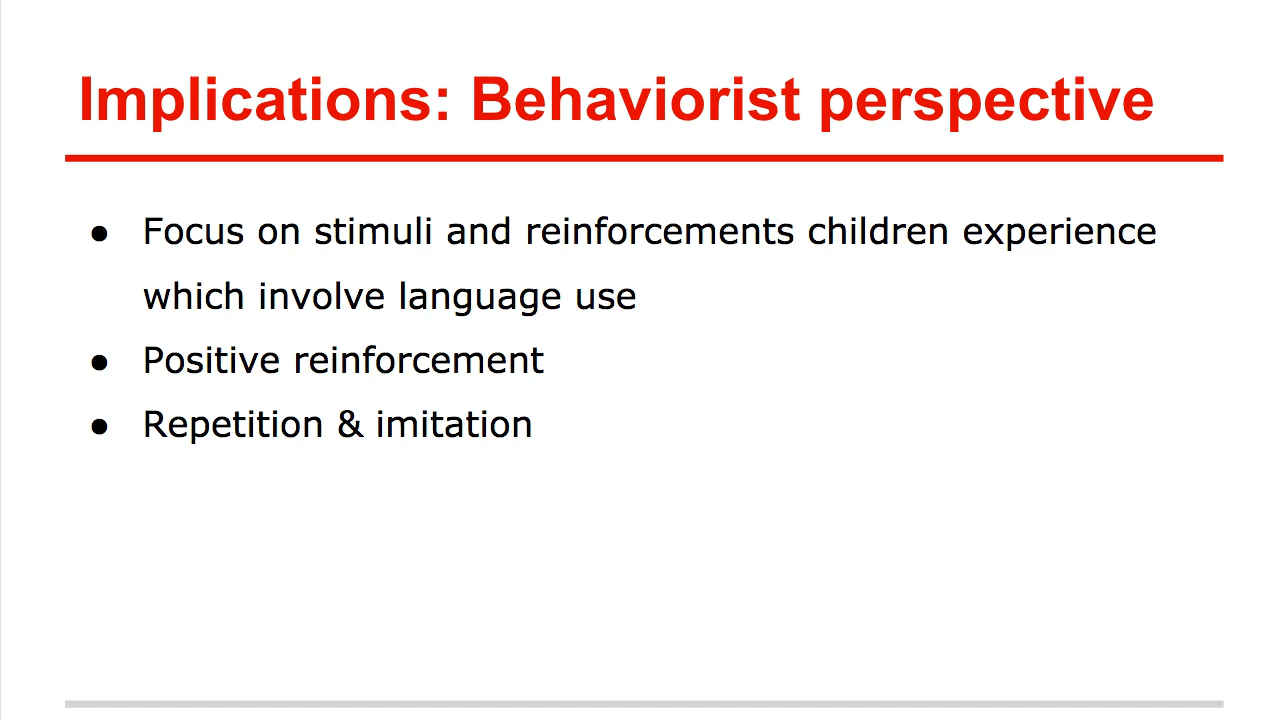 Implications: Behaviorist perspective
● Focus on stimuli and reinforcements children experience
which involve language use
● Positive reinforcement
● Repetition & imitation